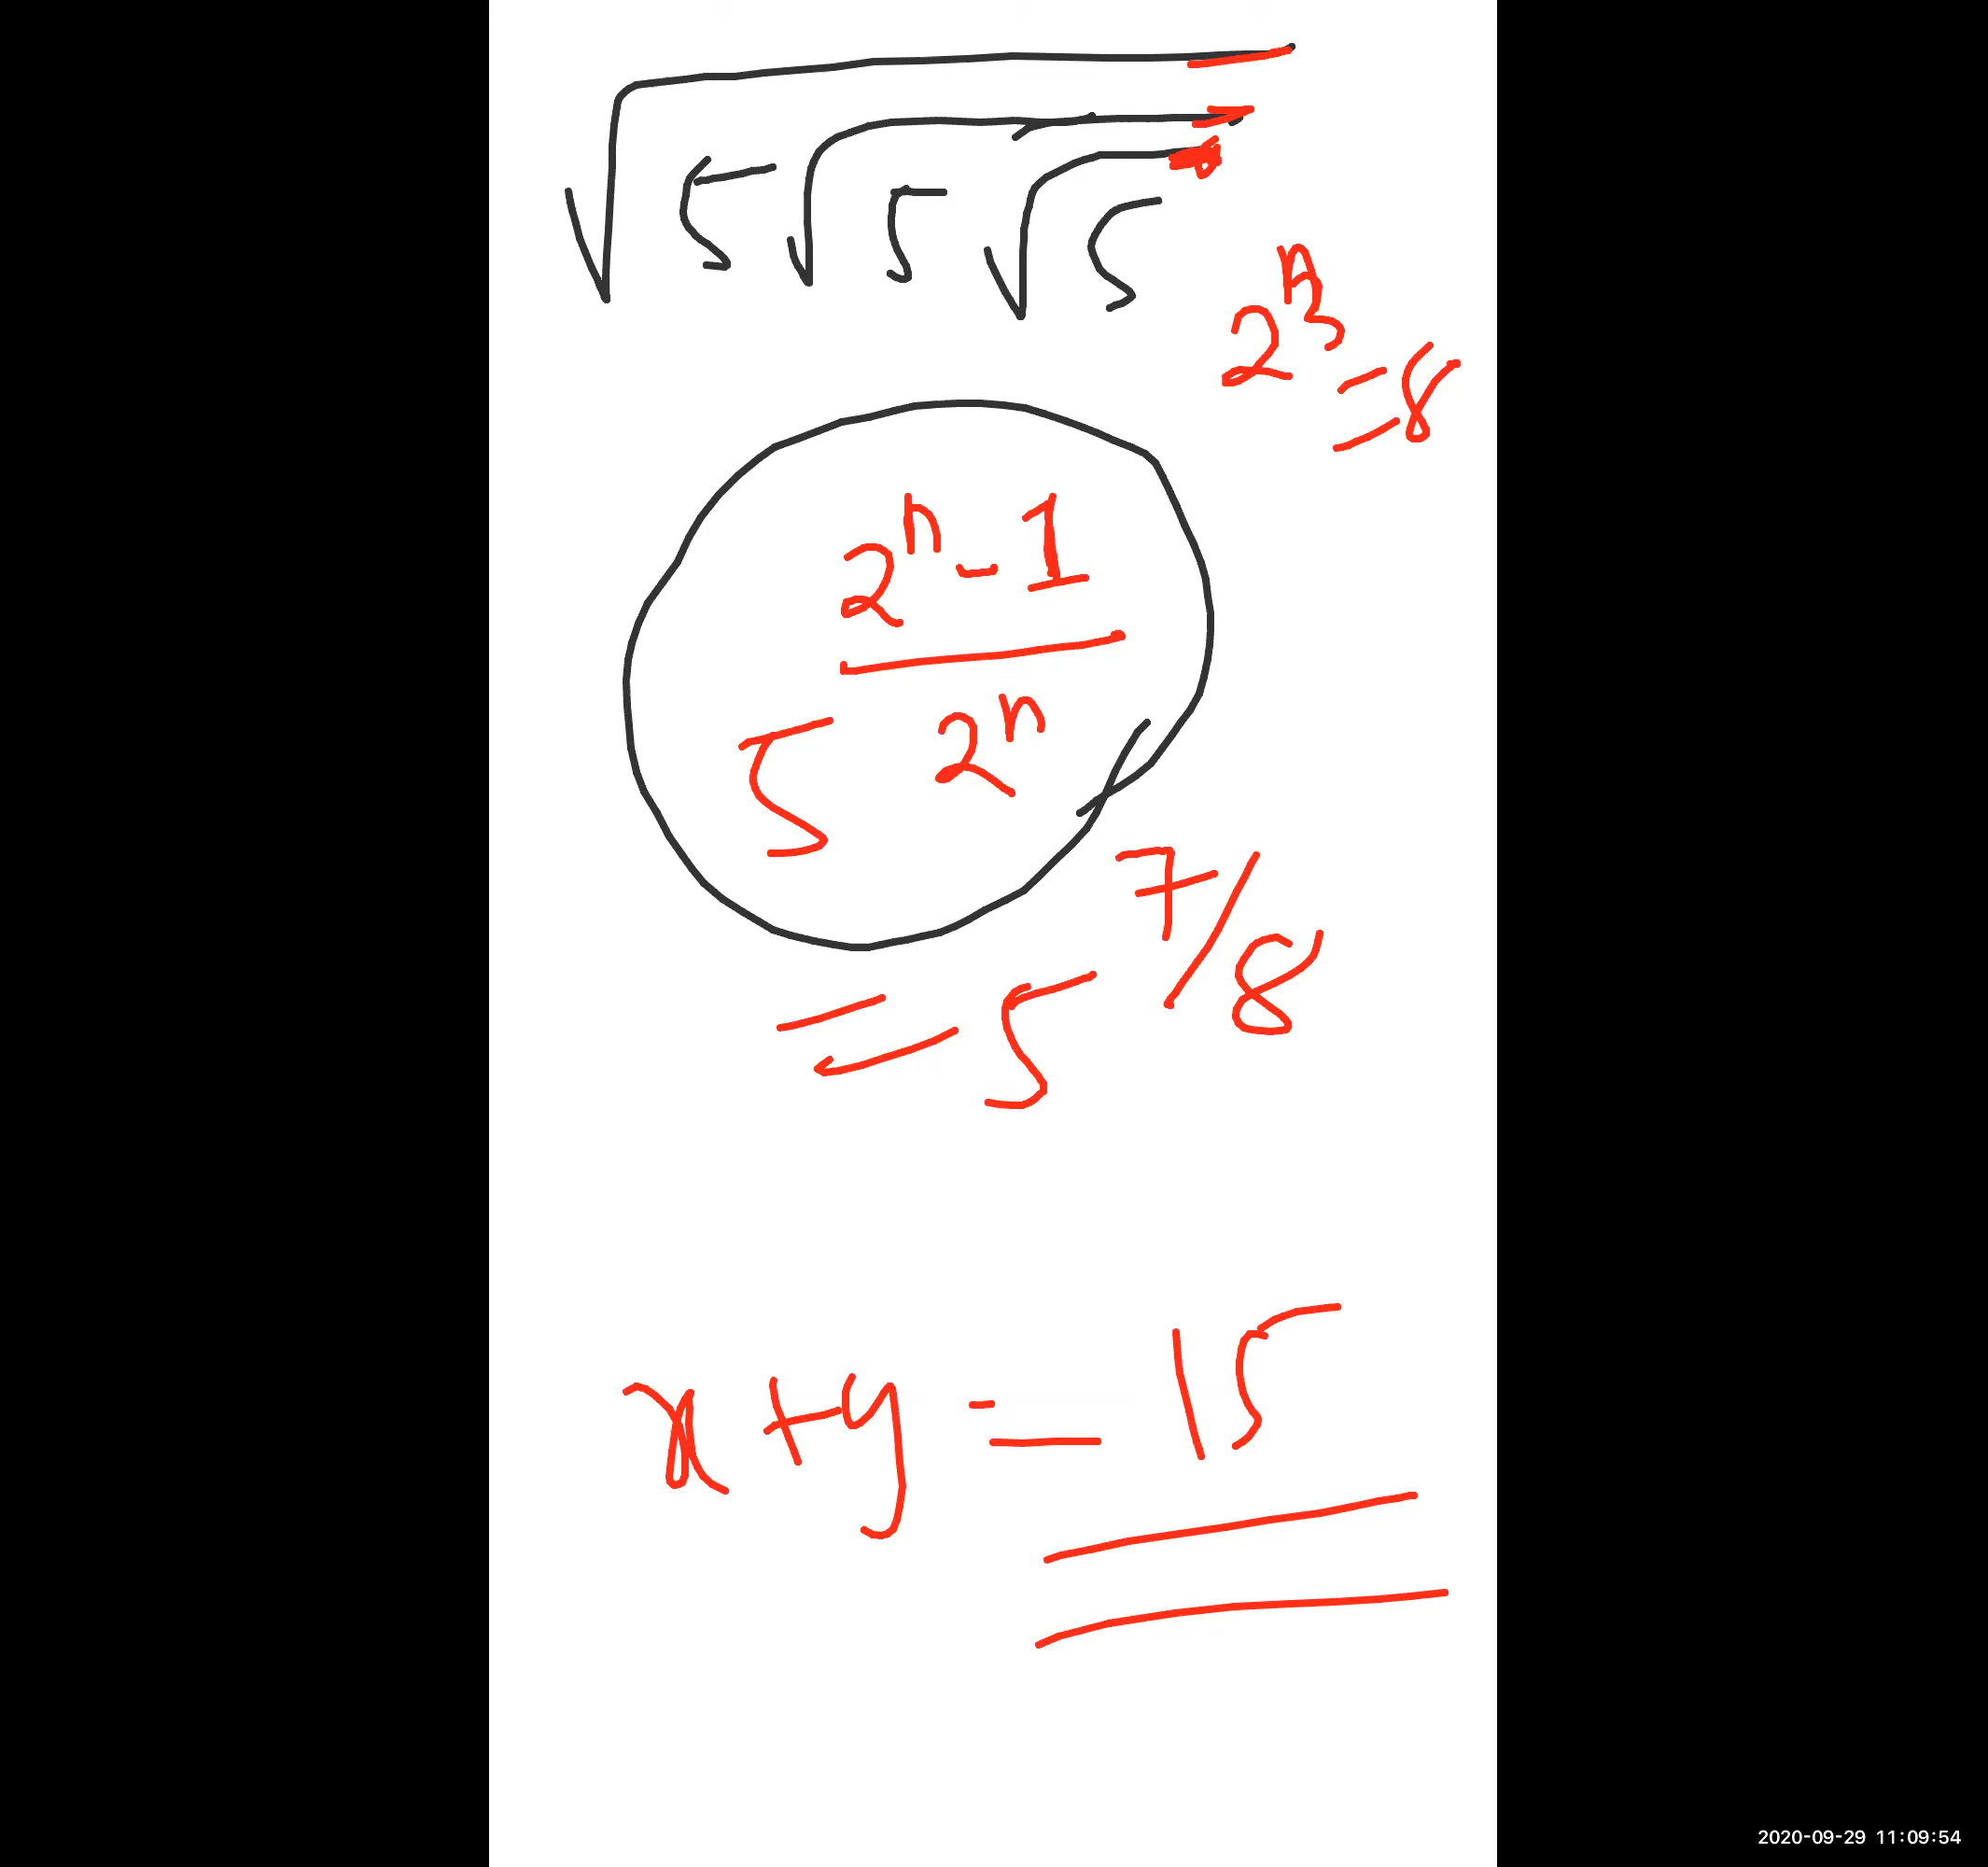 √5√5√5
2^n 3 = 8
2^n - 1
5 2^n
= 5^7/8
x + y = 15
2020-09-29 11:09:54